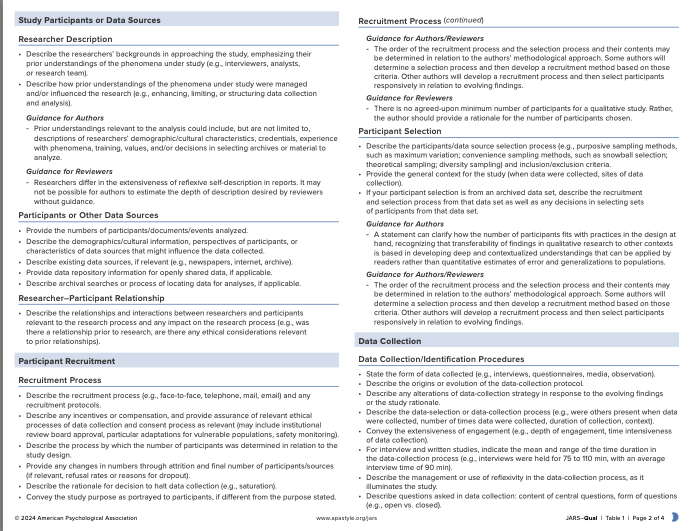 Study Participants or Data Sources
Researcher Description
• Describe the researchers' backgrounds in approaching the study, emphasizing their
prior understandings of the phenomena under study (e.g., interviewers, analysts,
or research team).
• Describe how prior understandings of the phenomena under study were managed
and/or influenced the research (e.g., enhancing, limiting, or structuring data collection
and analysis).
Guidance for Authors
- Prior understandings relevant to the analysis could include, but are not limited to,
descriptions of researchers' demographic/cultural characteristics, credentials, experience
with phenomena, training, values, and/or decisions in selecting archives or material to
analyze.
Guidance for Reviewers
- Researchers differ in the extensiveness of reflexive self-description in reports. It may
not be possible for authors to estimate the depth of description desired by reviewers
without guidance.
Participants or Other Data Sources
• Provide the numbers of participants/documents/events analyzed.
• Describe the demographics/cultural information, perspectives of participants, or
characteristics of data sources that might influence the data collected.
• Describe existing data sources, if relevant (e.g., newspapers, internet, archive).
• Provide data repository information for openly shared data, if applicable.
• Describe archival searches or process of locating data for analyses, if applicable.
Researcher–Participant Relationship
• Describe the relationships and interactions between researchers and participants
relevant to the research process and any impact on the research process (e.g., was
there a relationship prior to research, are there any ethical considerations relevant
to prior relationships).
Participant Recruitment
Recruitment Process
• Describe the recruitment process (e.g., face-to-face, telephone, mail, email) and any
recruitment protocols.
• Describe any incentives or compensation, and provide assurance of relevant ethical
processes of data collection and consent process as relevant (may include institutional
review board approval, particular adaptations for vulnerable populations, safety monitoring).
• Describe the process by which the number of participants was determined in relation to the
study design.
• Provide any changes in numbers through attrition and final number of participants/sources
(if relevant, refusal rates or reasons for dropout).
• Describe the rationale for decision to halt data collection (e.g., saturation).
• Convey the study purpose as portrayed to participants, if different from the purpose stated.
Recruitment Process (continued)
Guidance for Authors/Reviewers
- The order of the recruitment process and the selection process and their contents may
be determined in relation to the authors' methodological approach. Some authors will
determine a selection process and then develop a recruitment method based on those
criteria. Other authors will develop a recruitment process and then select participants
responsively in relation to evolving findings.
Guidance for Reviewers
- There is no agreed-upon minimum number of participants for a qualitative study. Rather,
the author should provide a rationale for the number of participants chosen.
Participant Selection
• Describe the participants/data source selection process (e.g., purposive sampling methods,
such as maximum variation; convenience sampling methods, such as snowball selection;
theoretical sampling; diversity sampling) and inclusion/exclusion criteria.
• Provide the general context for the study (when data were collected, sites of data
collection).
• If your participant selection is from an archived data set, describe the recruitment
and selection process from that data set as well as any decisions in selecting sets
of participants from that data set.
Guidance for Authors
- A statement can clarify how the number of participants fits with practices in the design at
hand, recognizing that transferability of findings in qualitative research to other contexts
is based in developing deep and contextualized understandings that can be applied by
readers rather than quantitative estimates of error and generalizations to populations.
Guidance for Authors/Reviewers
- The order of the recruitment process and the selection process and their contents may
be determined in relation to the authors' methodological approach. Some authors will
determine a selection process and then develop a recruitment method based on those
criteria. Other authors will develop a recruitment process and then select participants
responsively in relation to evolving findings.
Data Collection
Data Collection/Identification Procedures
• State the form of data collected (e.g., interviews, questionnaires, media, observation).
• Describe the origins or evolution of the data-collection protocol.
• Describe any alterations of data-collection strategy in response to the evolving findings
or the study rationale.
• Describe the data-selection or data-collection process (e.g., were others present when data
were collected, number of times data were collected, duration of collection, context).
• Convey the extensiveness of engagement (e.g., depth of engagement, time intensiveness
of data collection).
• For interview and written studies, indicate the mean and range of the time duration in
the data-collection process (e.g., interviews were held for 75 to 110 min, with an average
interview time of 90 min).
• Describe the management or use of reflexivity in the data-collection process, as it
illuminates the study.
• Describe questions asked in data collection: content of central questions, form of questions
(e.g., open vs. closed).
© 2024 American Psychological Association
www.apastyle.org/jars
JARS–Qual | Table 1 | Page 2 of 4